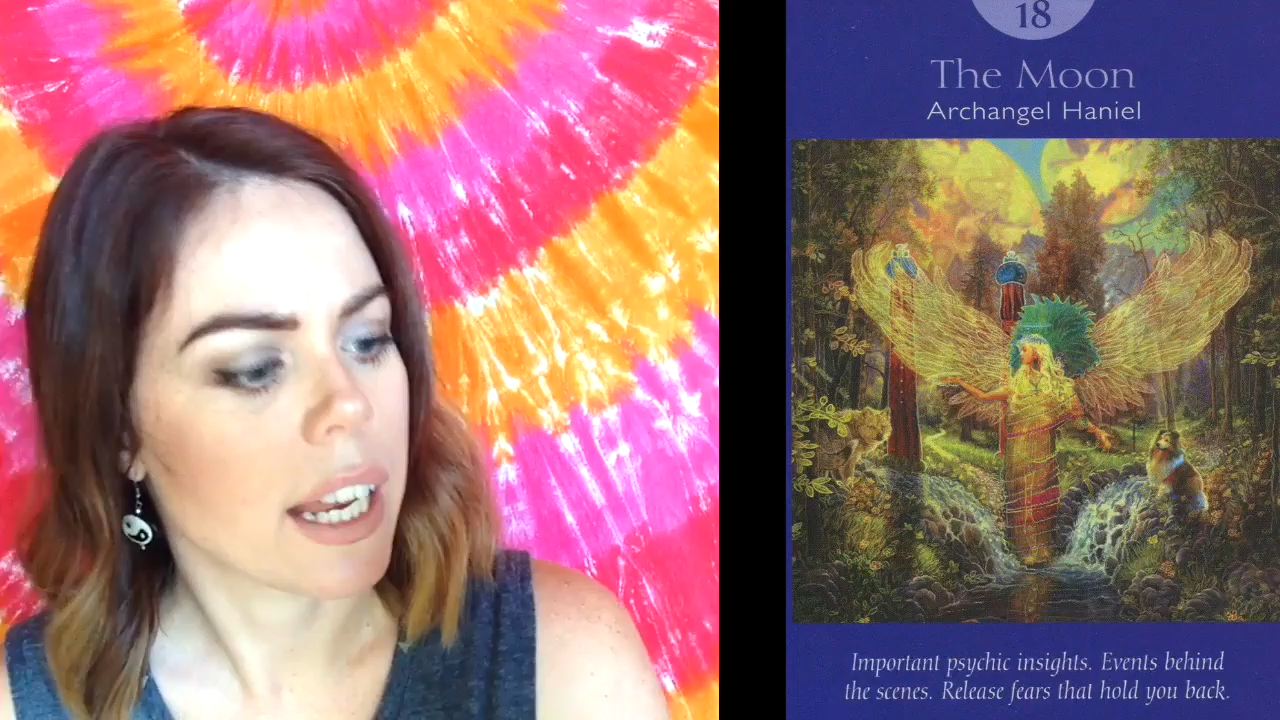 18
The Moon
Archangel Haniel
Important psychic insights. Events behind
the scenes. Release fears that hold you back.